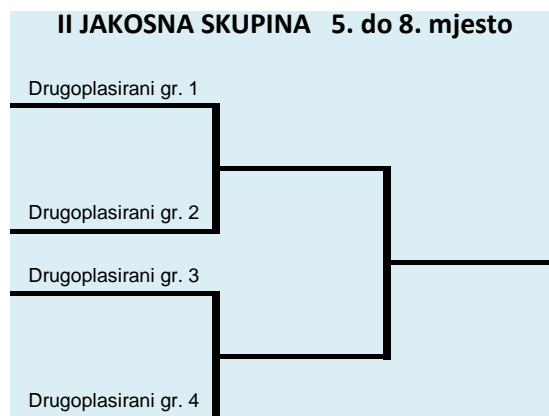 II JAKOSNA SKUPINA 5. do 8. mjesto
Drugoplasirani gr. 1
Drugoplasirani gr. 2
Drugoplasirani gr. 3
Drugoplasirani gr. 4